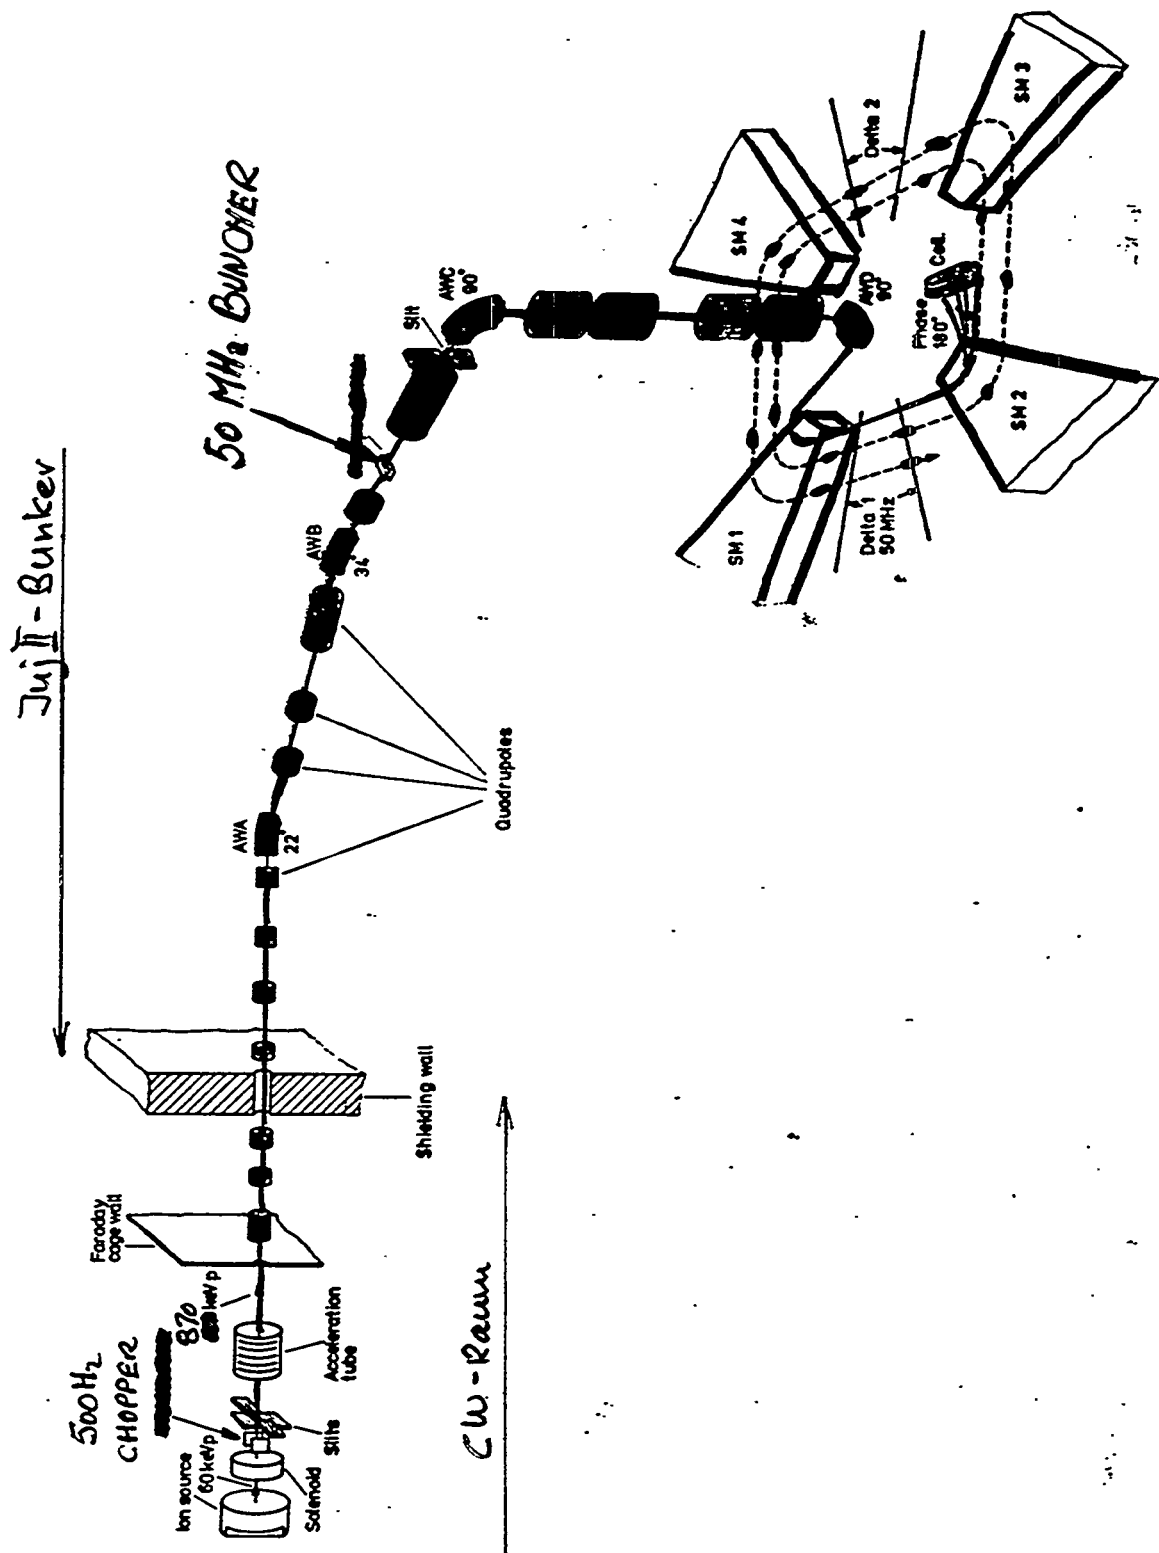 Inj II - Bunker
50 MHz BUNCHER
500 Hz
CHOPPER
Ion source
60 keV/p
870
keV/p
Faraday
cage wall
Solenoid
Slits
Acceleration
tube
Shielding wall
CW-Raum
AWA
22°
Quadrupoles
AWB
34°
Slit
AWC
90°
SM 4
Delta 2
SM 3
AWD
90°
Phase
180°
Coll.
SM 1
Delta 1
50 MHz
SM 2